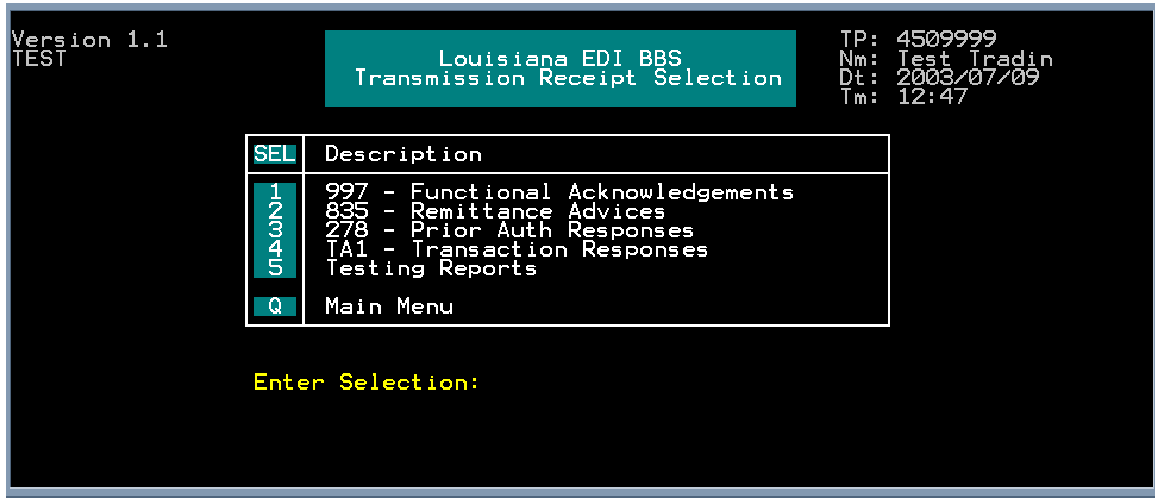 Version 1.1
TEST
Louisiana EDI BBS
Transmission Receipt Selection
TP: 4509999
Nm: Test Tradin
Dt: 2003/07/09
Tm: 12:47
SEL Description
1 997 - Functional Acknowledgements
2 835 - Remittance Advices
3 278 - Prior Auth Responses
4 TA1 - Transaction Responses
5 Testing Reports
Q Main Menu
Enter Selection: